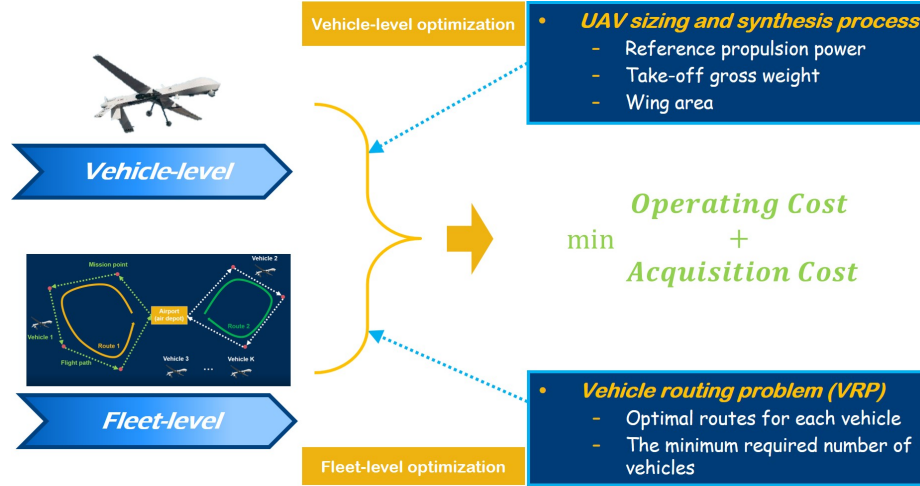 Vehicle-level optimization
• UAV sizing and synthesis process
– Reference propulsion power
– Take-off gross weight
– Wing area
Vehicle-level
Operating Cost
min +
Acquisition Cost
Mission point
Vehicle 2
Airport
(air depot)
Vehicle 1
Route 1
Route 2
Flight path
Vehicle 3 ... Vehicle K
Fleet-level
• Vehicle routing problem (VRP)
– Optimal routes for each vehicle
– The minimum required number of
vehicles
Fleet-level optimization